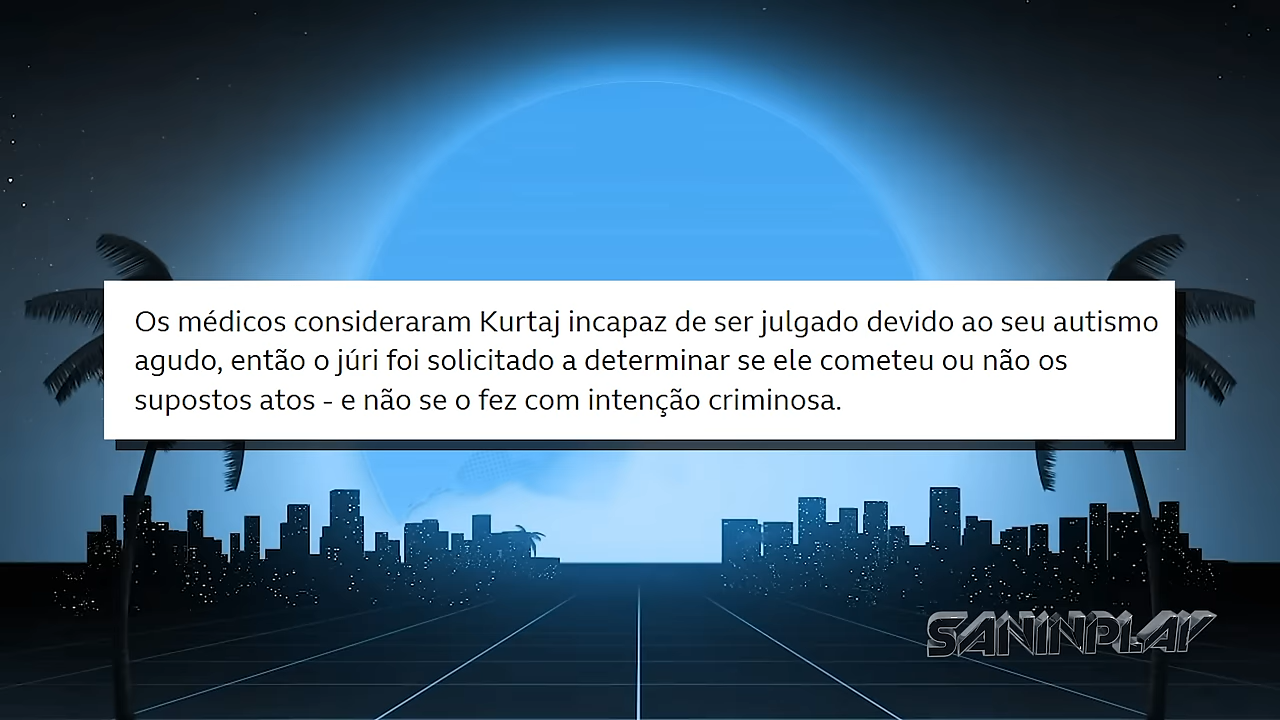 Os médicos consideraram Kurtaj incapaz de ser julgado devido ao seu autismo
agudo, então o júri foi solicitado a determinar se ele cometeu ou não os
supostos atos - e não se o fez com intenção criminosa.
SANINPLAY